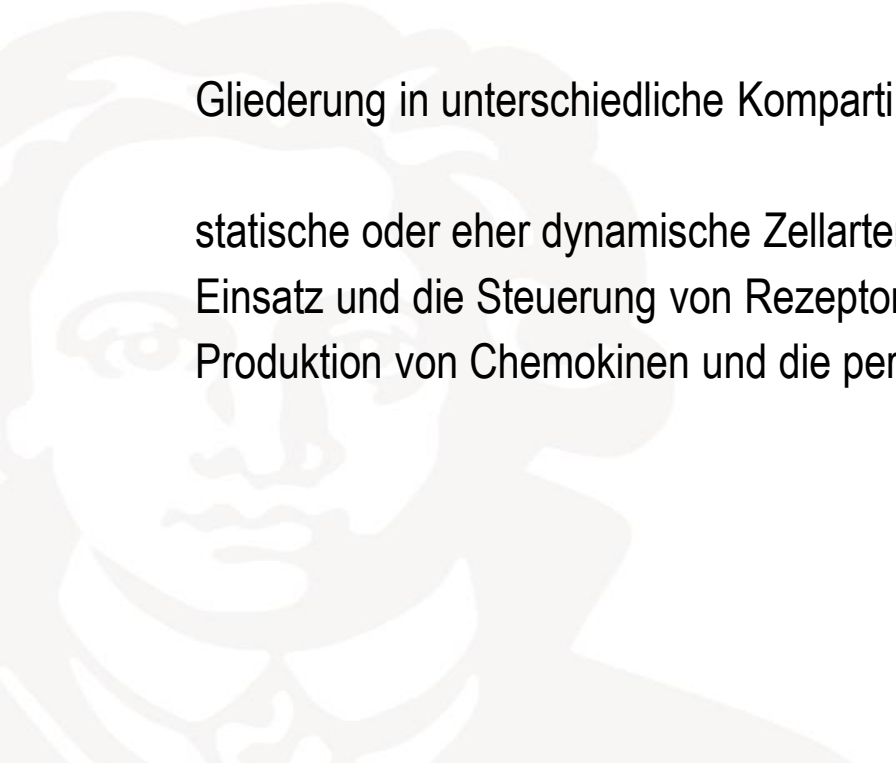 Gliederung in unterschiedliche Komparti
statische oder eher dynamische Zellarte
Einsatz und die Steuerung von Rezeptor
Produktion von Chemokinen und die per